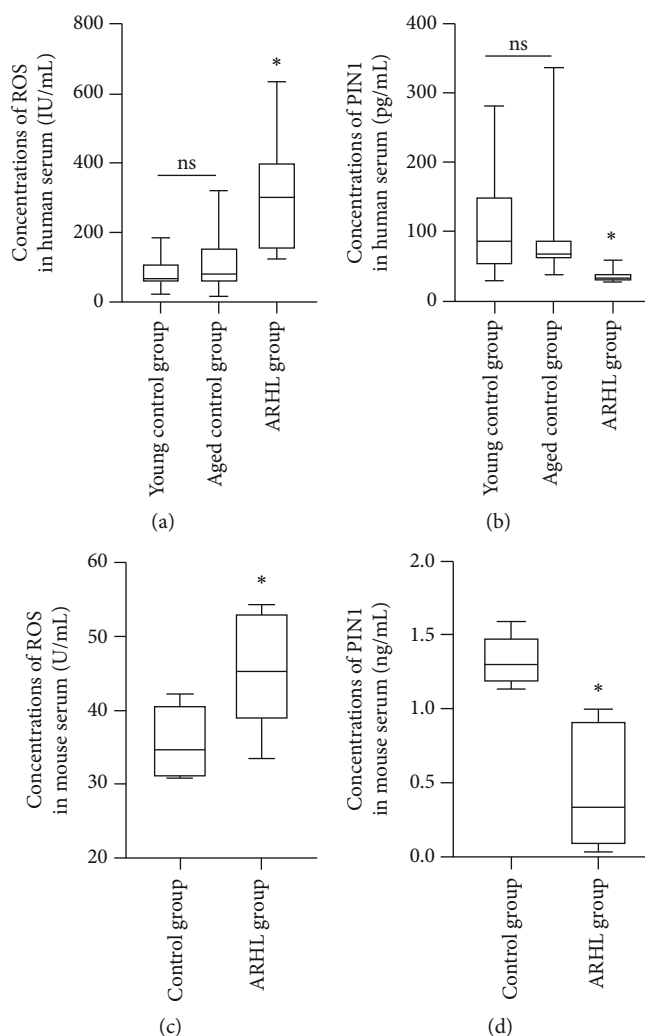 Concentrations of ROS
in human serum (IU/mL)
800
600
400
200
0
ns
*
Young control group
Aged control group
ARHL group
(a)
Concentrations of PIN1
in human serum (pg/mL)
400
300
200
100
0
ns
*
Young control group
Aged control group
ARHL group
(b)
Concentrations of ROS
in mouse serum (U/mL)
60
50
40
30
20
*
Control group
ARHL group
(c)
Concentrations of PIN1
in mouse serum (ng/mL)
2.0
1.5
1.0
0.5
0.0
*
Control group
ARHL group
(d)